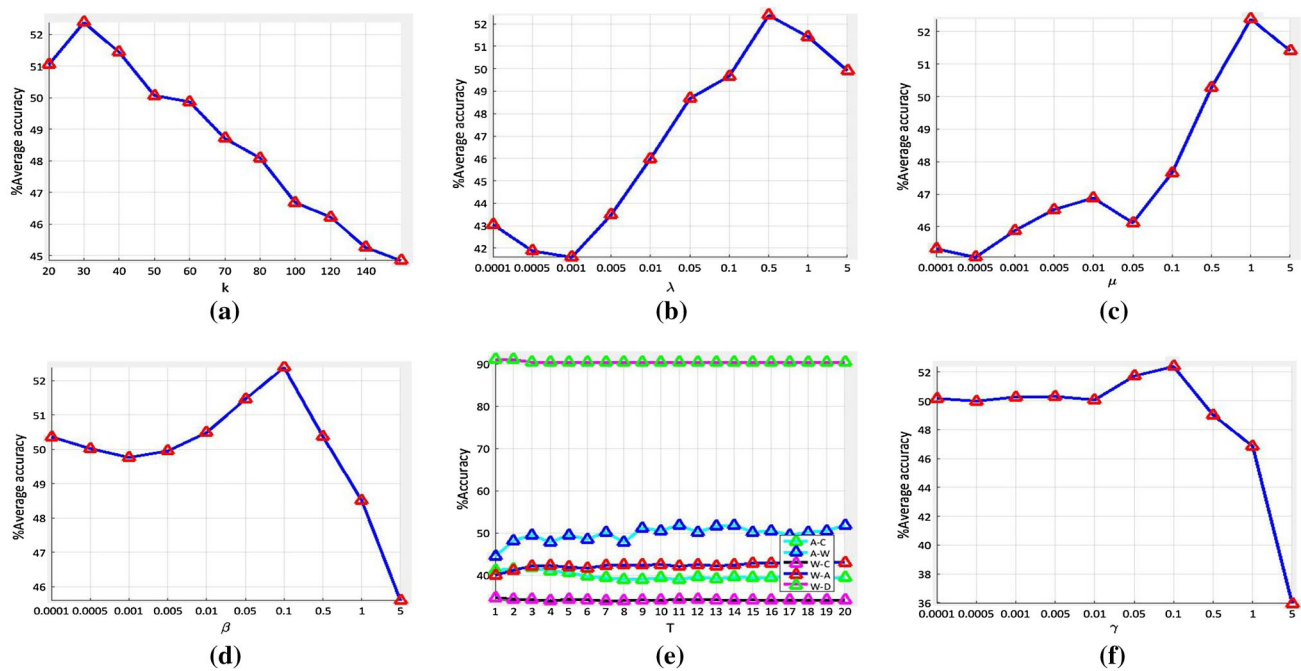 52
51
50
49
48
47
46
45
%Average accuracy
20 30 40 50 60 70 80 100 120 140
k
(a)
52
51
50
49
48
47
46
45
44
43
42
%Average accuracy
0.0001 0.0005 0.001 0.005 0.01 0.05 0.1 0.5 1 5
λ
(b)
52
51
50
49
48
47
46
%Average accuracy
0.0001 0.0005 0.001 0.005 0.01 0.05 0.1 0.5 1 5
μ
(c)
52
51
50
49
48
47
46
%Average accuracy
0.0001 0.00005 0.001 0.005 0.01 0.05 0.1 0.5 1 5
β
(d)
90
80
70
60
50
40
%Accuracy
A-C
A-W
W-C
W-A
W-D
1 2 3 4 5 6 7 8 9 10 11 12 13 14 15 16 17 18 19 20
T
(e)
52
50
48
46
44
42
40
38
36
%Average accuracy
0.0001 0.00005 0.001 0.005 0.01 0.05 0.1 0.5 1 5
γ
(f)